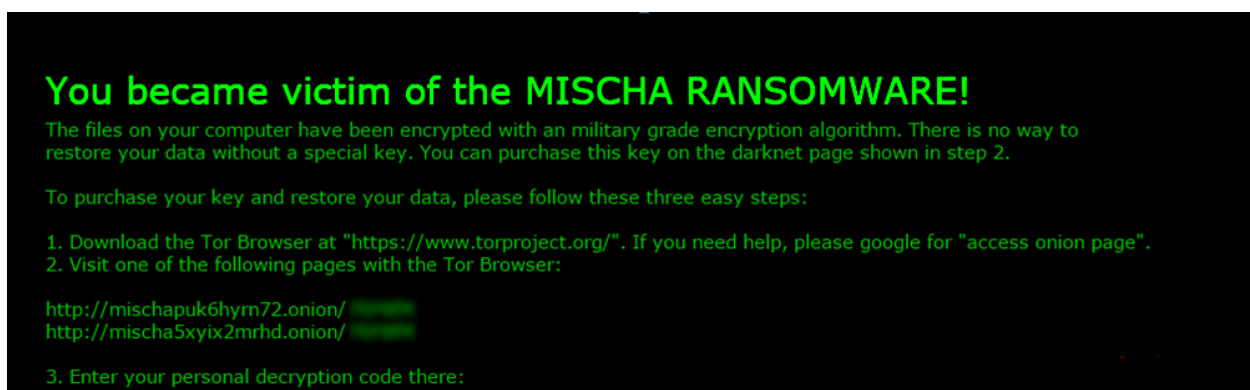 You became victim of the MISCHA RANSOMWARE!
The files on your computer have been encrypted with an military grade encryption algorithm. There is no way to
restore your data without a special key. You can purchase this key on the darknet page shown in step 2.
To purchase your key and restore your data, please follow these three easy steps:
1. Download the Tor Browser at "https://www.torproject.org/". If you need help, please google for "access onion page".
2. Visit one of the following pages with the Tor Browser:
http://mischapuk6hyrn72.onion/
http://mischa5xyix2mrhd.onion/
3. Enter your personal decryption code there: